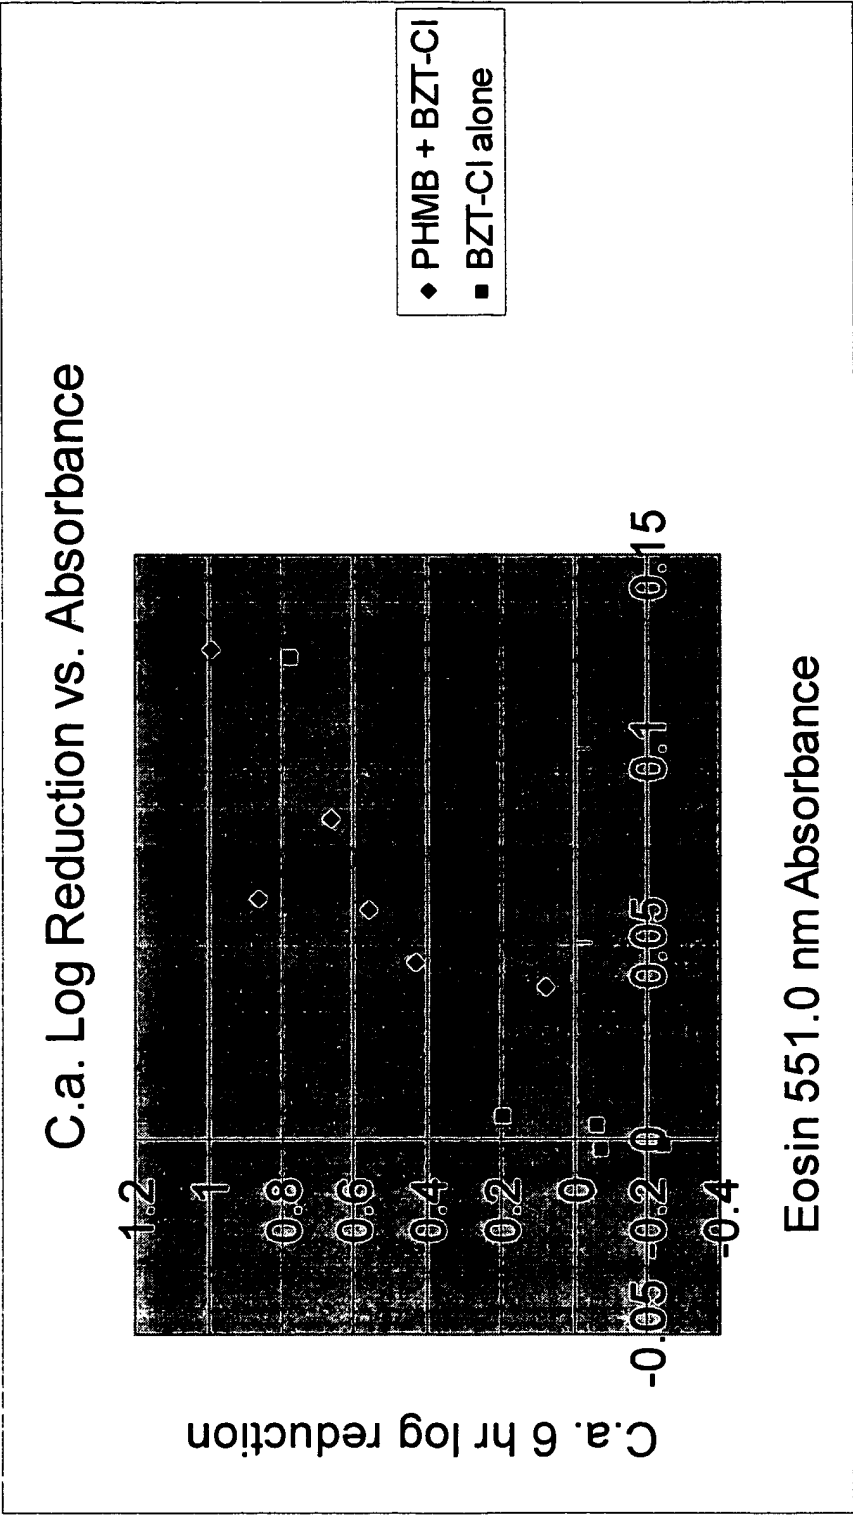 C.a. Log Reduction vs. Absorbance
C.a. 6 hr log reduction
1.2
1
0.8
0.6
0.4
0.2
0
-0.2
-0.4
-0.05
0
0.05
0.1
0.15
Eosin 551.0 nm Absorbance
PHMB + BZT-Cl
BZT-Cl alone